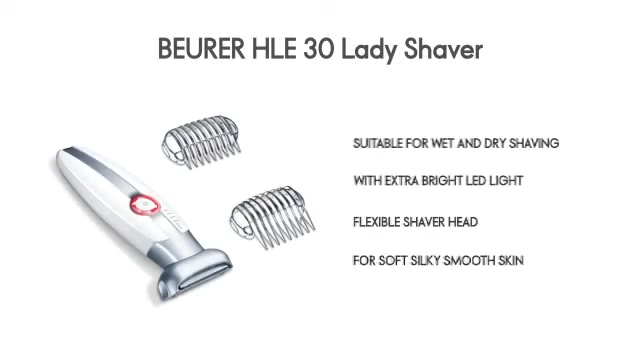 BEURER HLE 30 Lady Shaver
SUITABLE FOR WET AND DRY SHAVING
WITH EXTRA BRIGHT LED LIGHT
FLEXIBLE SHAVER HEAD
FOR SOFT SILKY SMOOTH SKIN